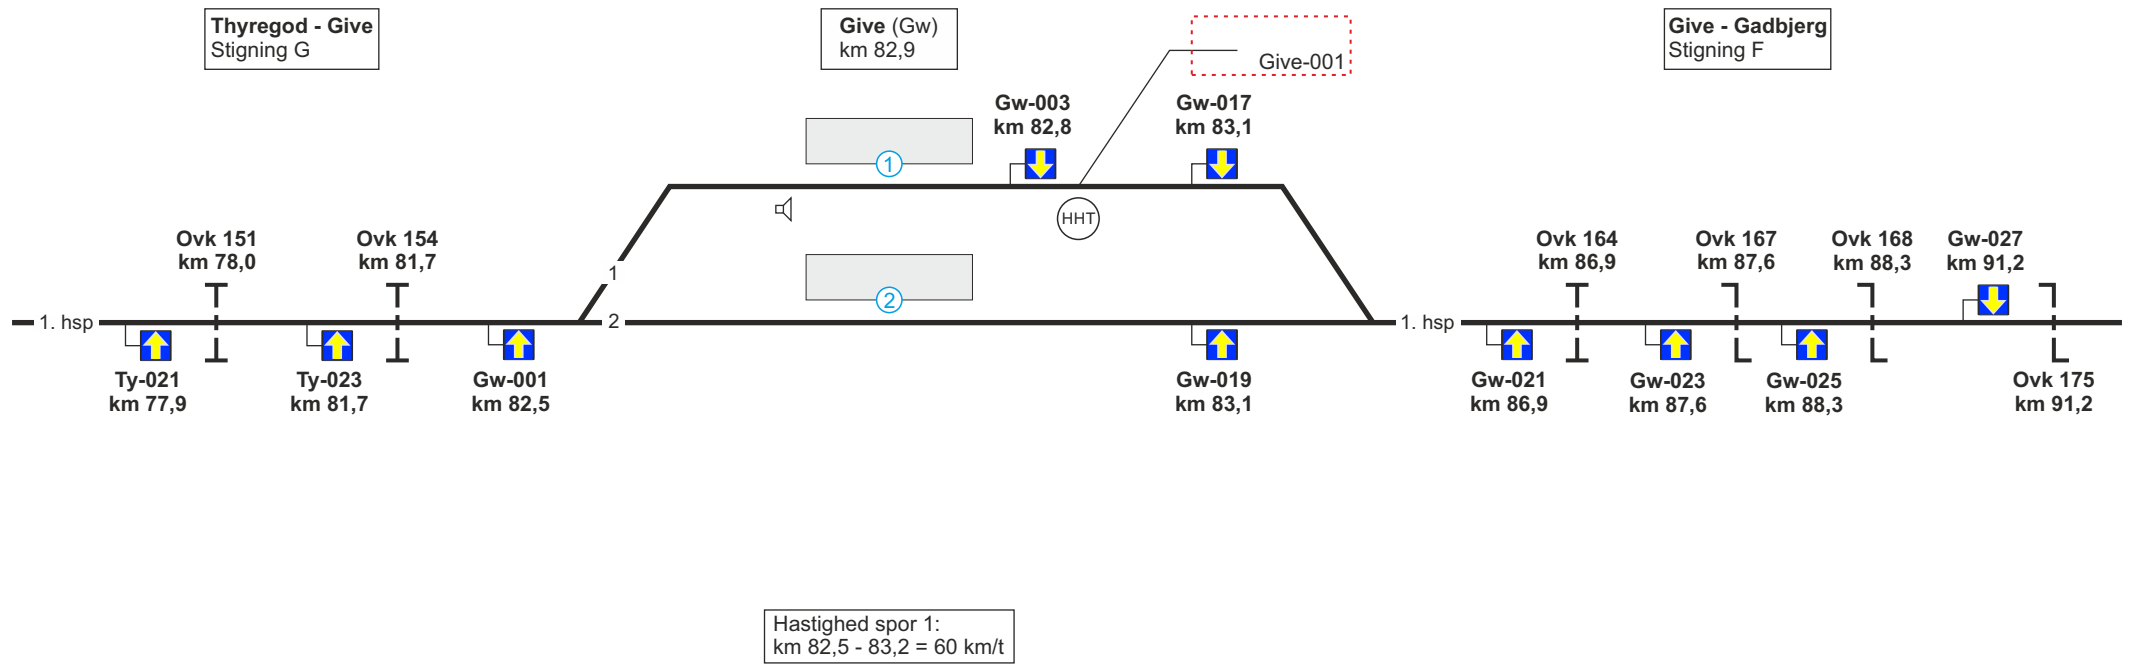 Thyregod - Give
Stigning G
Give (Gw)
km 82,9
Give-001
Give - Gadbjerg
Stigning F
Gw-003
km 82,8
Gw-017
km 83,1
1
HHT
Ovk 151
km 78,0
Ovk 154
km 81,7
1
2
Ovk 164
km 86,9
Ovk 167
km 87,6
Ovk 168
km 88,3
Gw-027
km 91,2
1. hsp
2
1. hsp
Ty-021
km 77,9
Ty-023
km 81,7
Gw-001
km 82,5
Gw-019
km 83,1
Gw-021
km 86,9
Gw-023
km 87,6
Gw-025
km 88,3
Ovk 175
km 91,2
Hastighed spor 1:
km 82,5 - 83,2 = 60 km/t